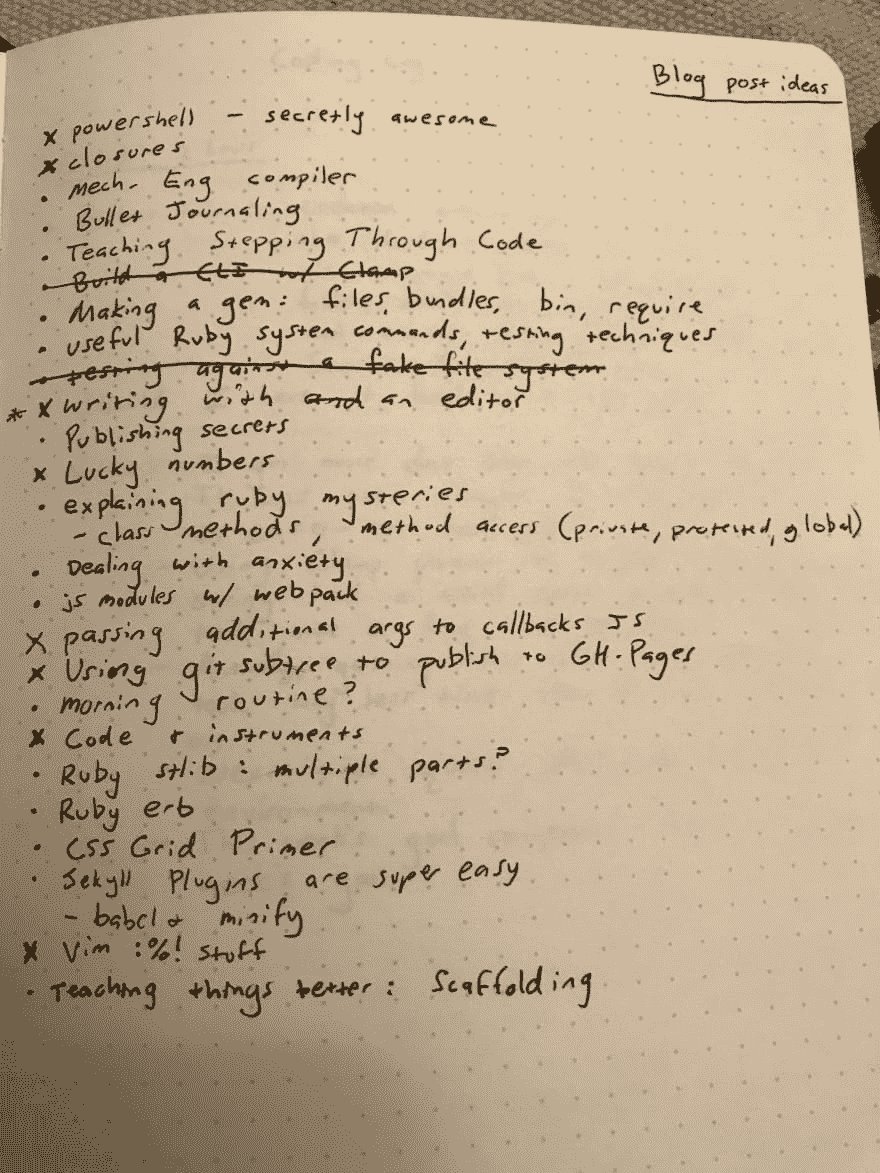 Blog post ideas
x powershell - secretly awesome
x closures
• mech. Eng compiler
• Bullet Journaling
• Teaching Stepping Through Code
• Build a CLI w/ Clamp
• Making a gem: files, bundles, bin, require
• useful Ruby system commands, testing techniques
• testing against a fake file system
* x writing with and an editor
• Publishing secrets
x Lucky numbers
• explaining ruby mysteries
- class methods, method access (private, protected, global)
• Dealing with anxiety
• js modules w/ webpack
x passing additional args to callbacks JS
x Using git subtree to publish to GH-Pages
• morning routine?
x Code + instruments
• Ruby stlib: multiple parts?
• Ruby erb
• CSS Grid Primer
• Jekyll Plugins are super easy
- babel + minify
x Vim :%! stuff
• Teaching things better: Scaffolding